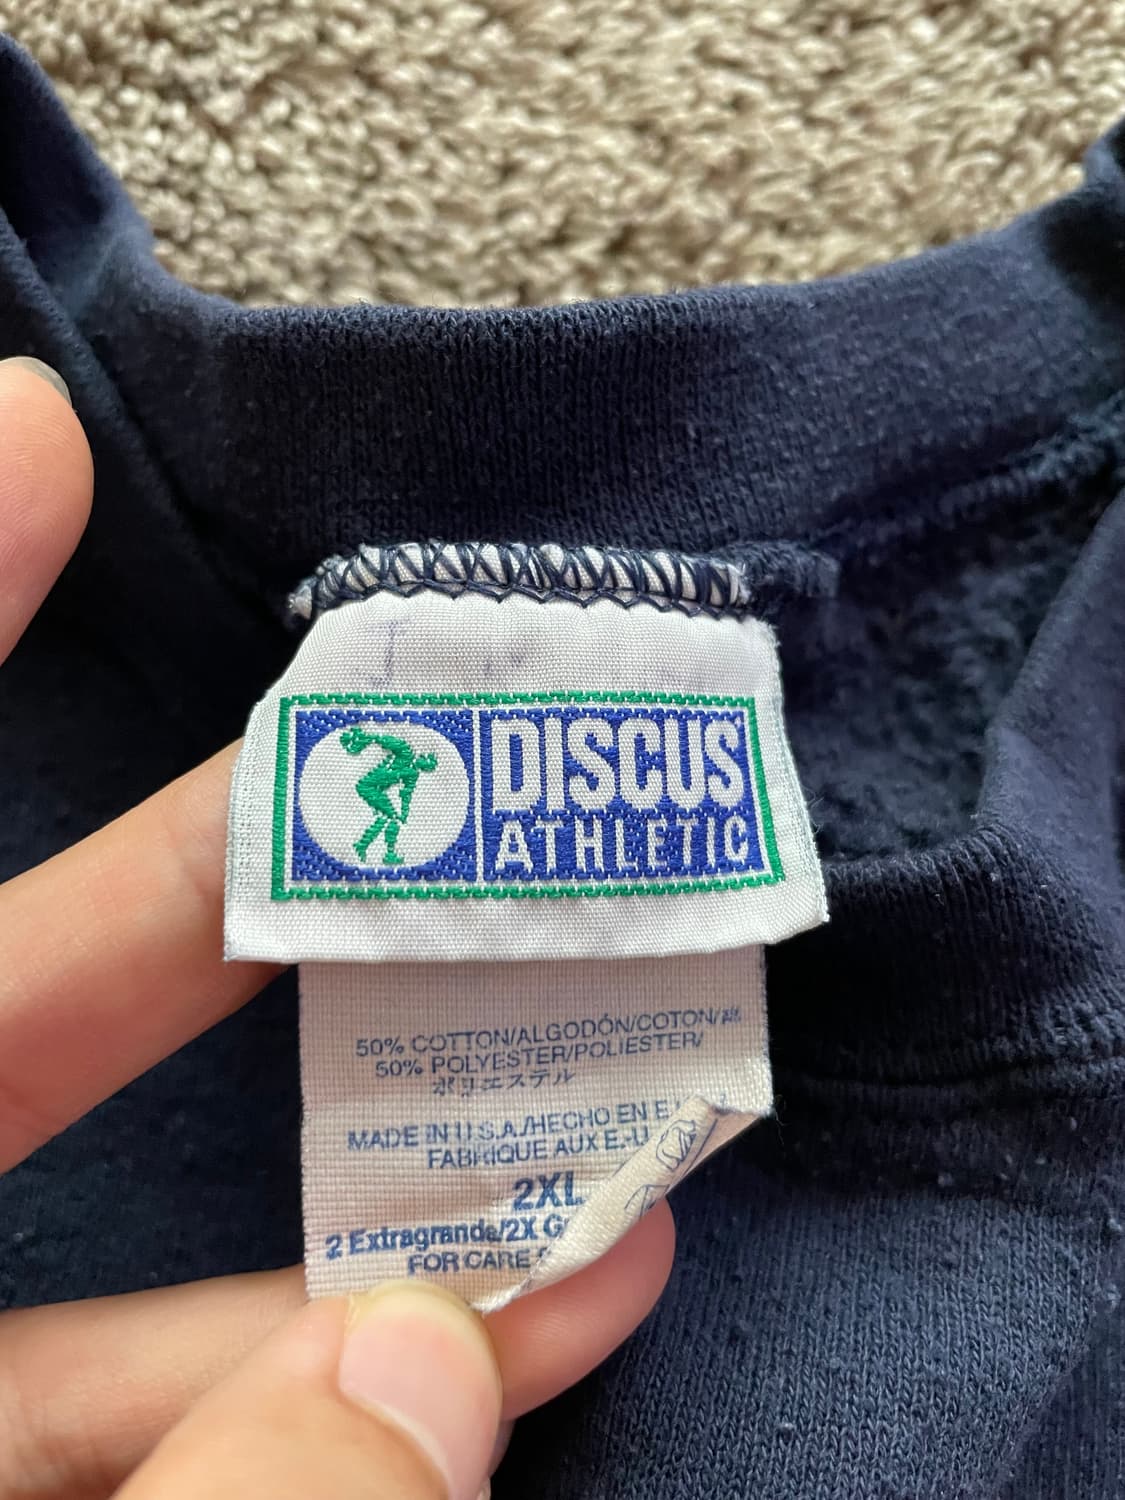 DISCUS
ATHLETIC
50% COTTON/ALGODÓN/COTON/綿
50% POLYESTER/POLIESTER/
ポリエステル
MADE IN U.S.A./HECHO EN E
FABRIQUE AUX E.-U
2XL
2 Extragrande/2X G
FOR CARE